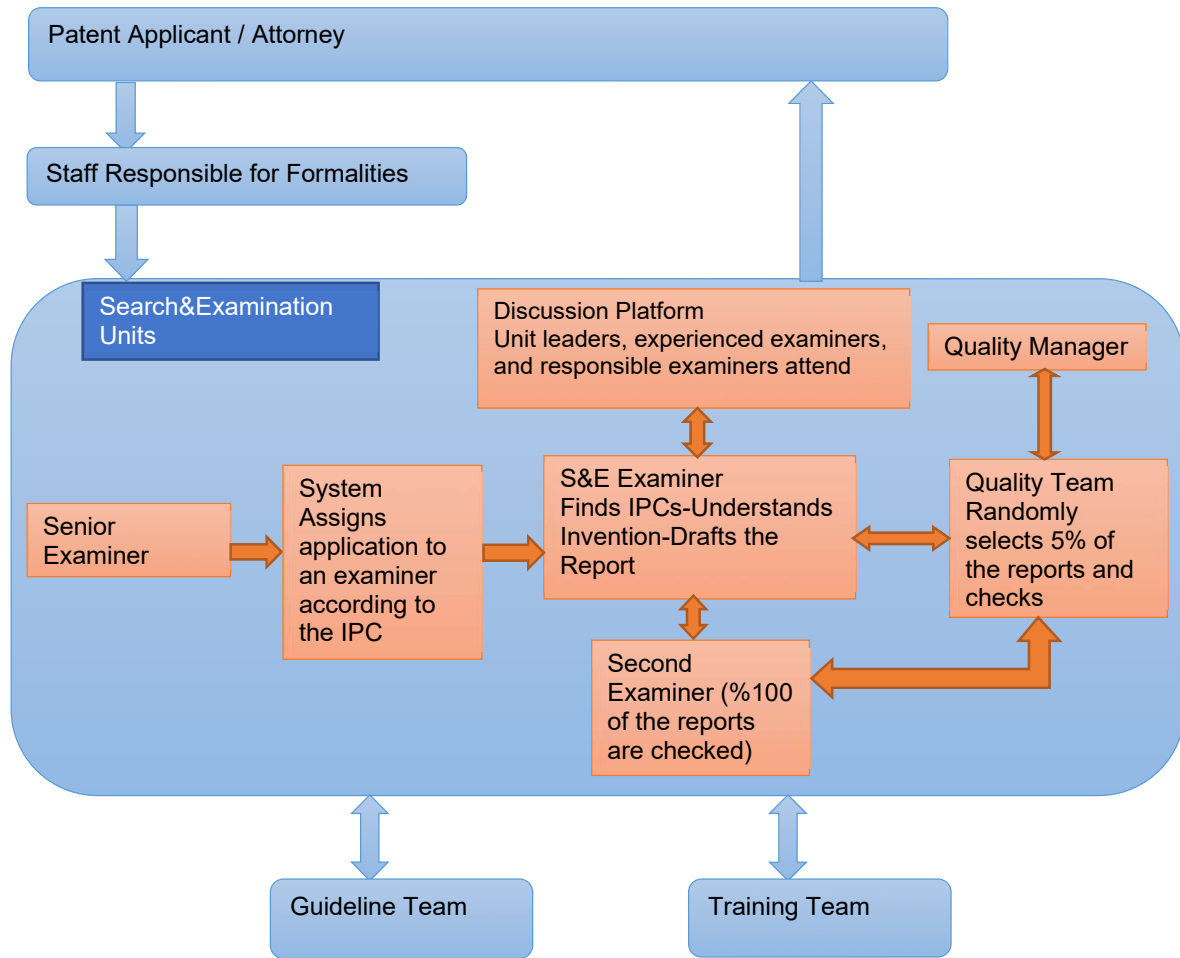 Patent Applicant / Attorney
Staff Responsible for Formalities
Search&Examination
Units
Discussion Platform
Unit leaders, experienced examiners,
and responsible examiners attend
Quality Manager
Senior
Examiner
System
Assigns
application to
an examiner
according to
the IPC
S&E Examiner
Finds IPCs-Understands
Invention-Drafts the
Report
Quality Team
Randomly
selects 5% of
the reports and
checks
Second
Examiner (%100
of the reports
are checked)
Guideline Team
Training Team